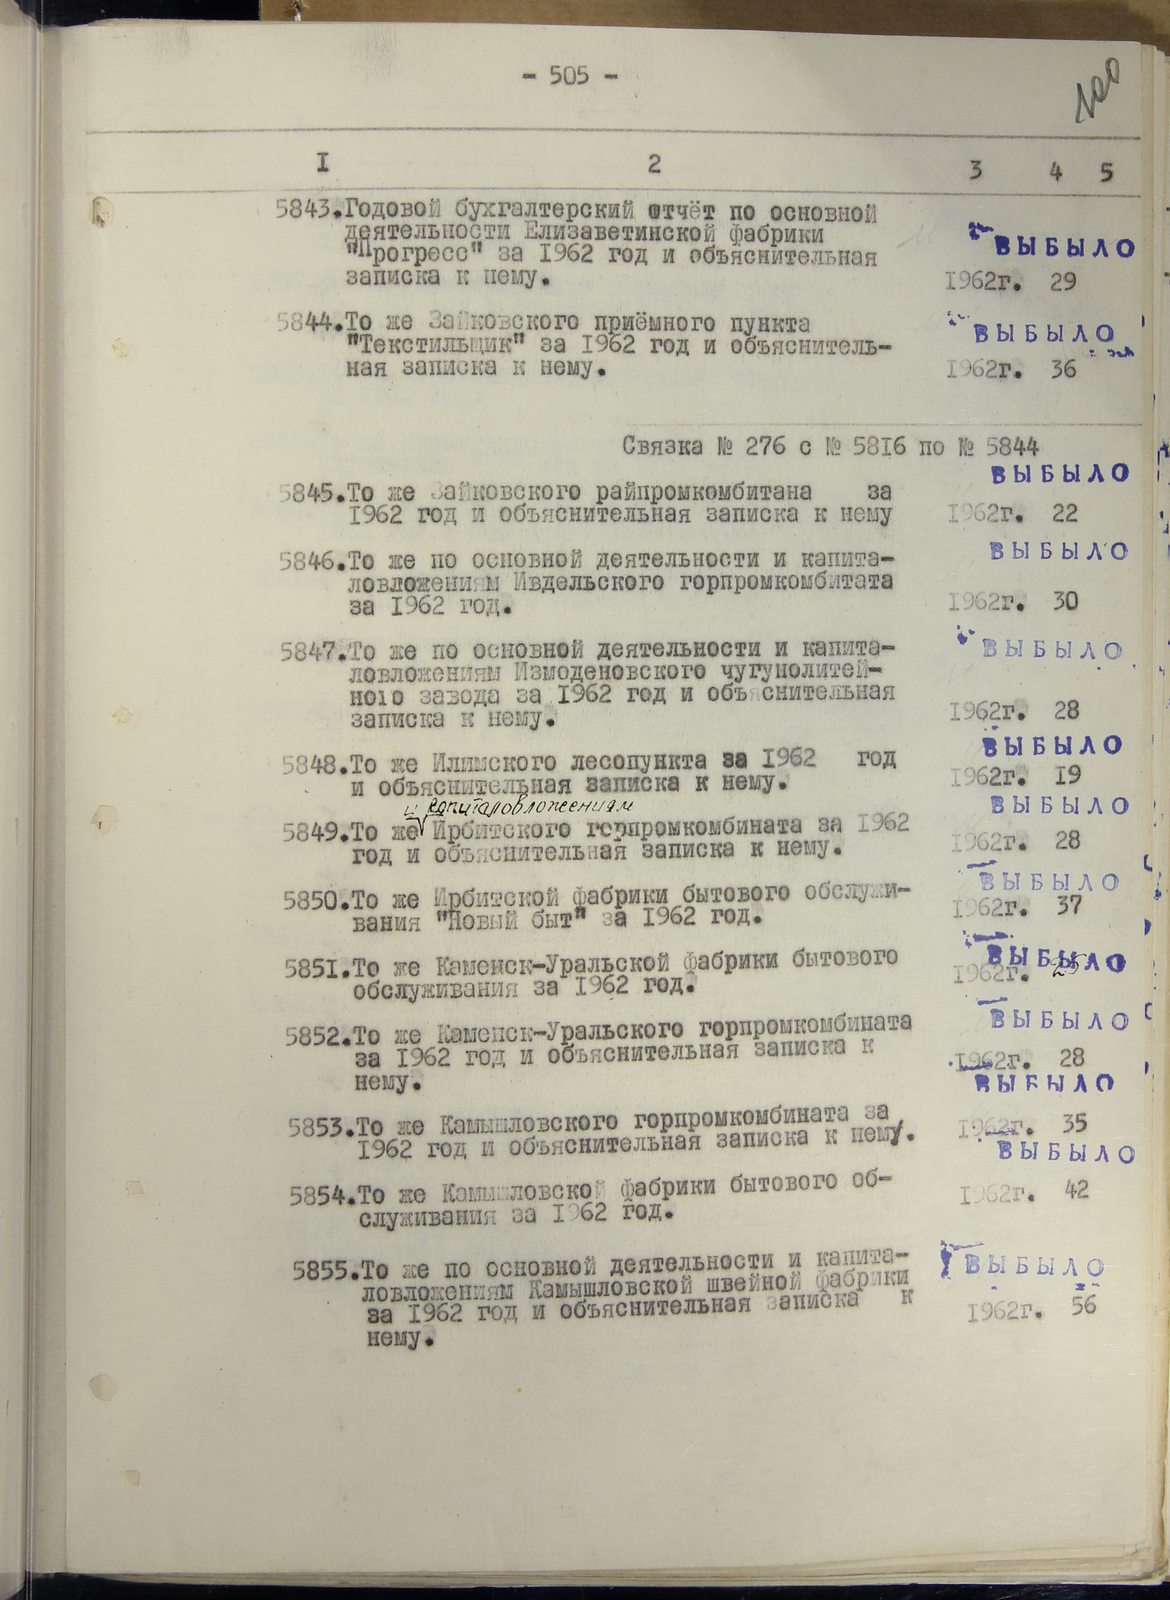 - 505 -
100
I 2 3 4 5
5843. Годовой бухгалтерский отчёт по основной
деятельности Елизаветинской фабрики
"Прогресс" за 1962 год и объяснительная ВЫБЫЛО
записка к нему. 1962г. 29
5844. То же Зайковского приёмного пункта ВЫБЫЛО
"Текстильщик" за 1962 год и объяснитель-
ная записка к нему. 1962г. 36
Связка № 276 с № 5816 по № 5844
ВЫБЫЛО
5845. То же Зайковского райпромкомбитана за
1962 год и объяснительная записка к нему 1962г. 22
5846. То же по основной деятельности и капита- ВЫБЫЛО
ловложениям Ивдельского горпромкомбитата
за 1962 год. 1962г. 30
5847. То же по основной деятельности и капита- ВЫБЫЛО
ловложениям Измоденовского чугунолитей-
ного завода за 1962 год и объяснительная
записка к нему. 1962г. 28
ВЫБЫЛО
5848. То же Илимского лесопункта за 1962 год
и объяснительная записка к нему. 1962г. 19
и капиталовложениям ВЫБЫЛО
5849. То же Ирбитского горпромкомбината за 1962
год и объяснительная записка к нему. 1962г. 28
5850. То же Ирбитской фабрики бытового обслужи- ВЫБЫЛО
вания "Новый быт" за 1962 год. 1962г. 37
5851. То же Каменск-Уральской фабрики бытового ВЫБЫЛО
обслуживания за 1962 год. 1962г. 25
5852. То же Каменск-Уральского горпромкомбината ВЫБЫЛО
за 1962 год и объяснительная записка к 1962г. 28
нему. ВЫБЫЛО
5853. То же Камышловского горпромкомбината за 1962г. 35
1962 год и объяснительная записка к нему. ВЫБЫЛО
5854. То же Камышловской фабрики бытового об- 1962г. 42
служивания за 1962 год.
5855. То же по основной деятельности и капита- ВЫБЫЛО
ловложениям Камышловской швейной фабрики
за 1962 год и объяснительная записка к 1962г. 56
нему.